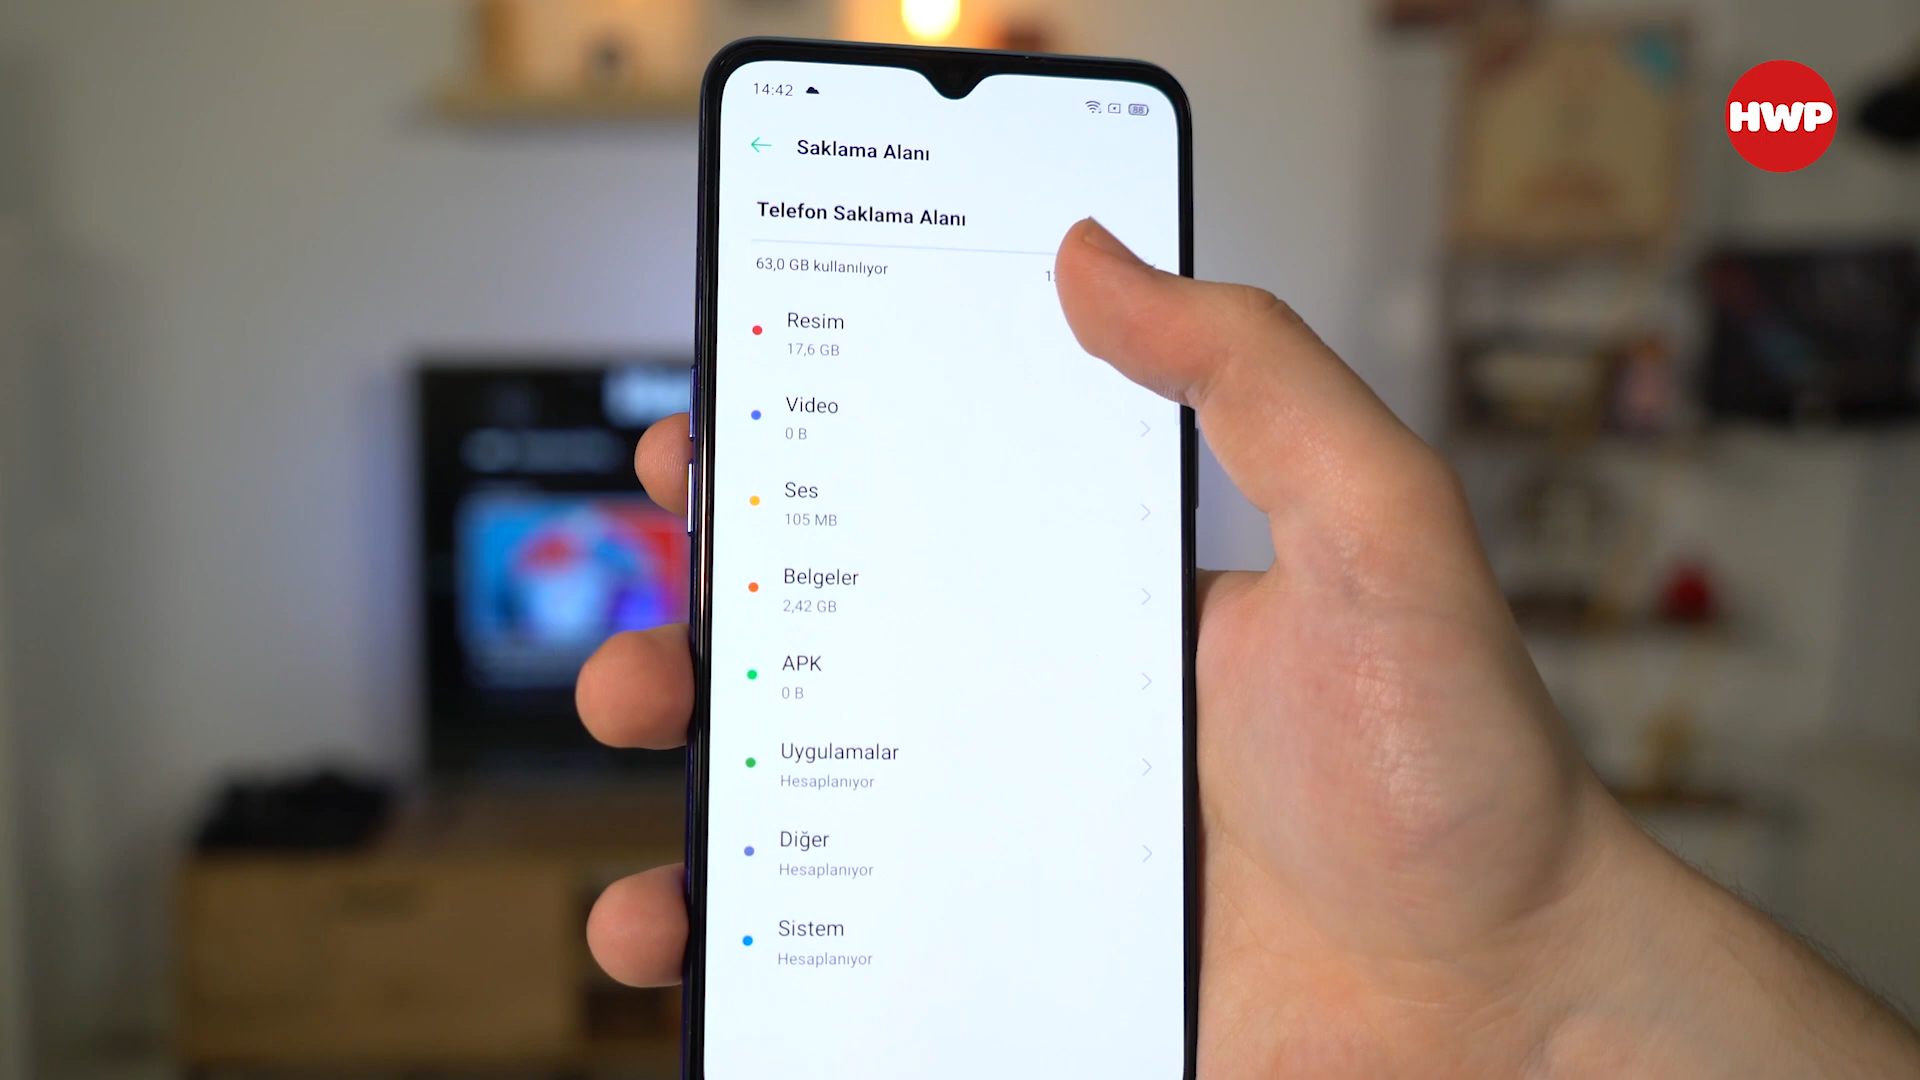 HWP
14:42
88
Saklama Alanı
Telefon Saklama Alanı
63,0 GB kullanılıyor
Resim
17,6 GB
Video
0 B
Ses
105 MB
Belgeler
2,42 GB
APK
0 B
Uygulamalar
Hesaplanıyor
Diğer
Hesaplanıyor
Sistem
Hesaplanıyor